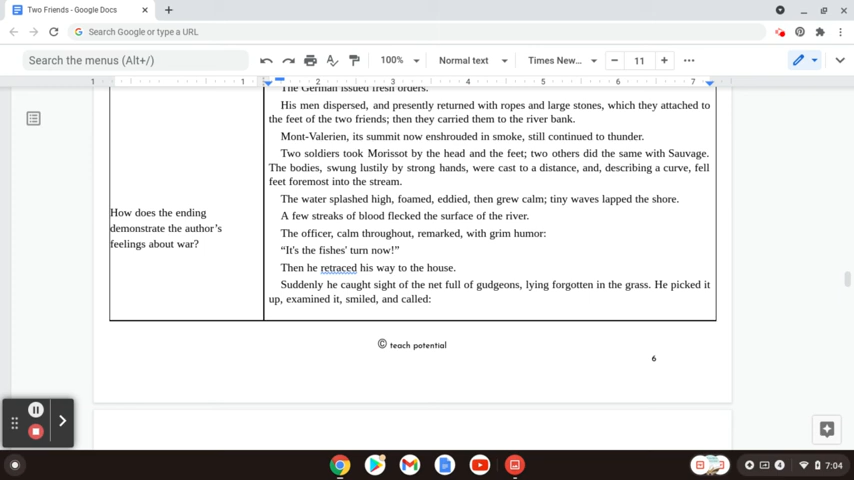 Two Friends - Google Docs
Search Google or type a URL
Search the menus (Alt+/)
100%
Normal text
Times New...
11
1 1 2 3 4 5 6 7
The German issued fresh orders.
His men dispersed, and presently returned with ropes and large stones, which they attached to
the feet of the two friends; then they carried them to the river bank.
Mont-Valerien, its summit now enshrouded in smoke, still continued to thunder.
Two soldiers took Morissot by the head and the feet; two others did the same with Sauvage.
The bodies, swung lustily by strong hands, were cast to a distance, and, describing a curve, fell
feet foremost into the stream.
The water splashed high, foamed, eddied, then grew calm; tiny waves lapped the shore.
A few streaks of blood flecked the surface of the river.
The officer, calm throughout, remarked, with grim humor:
“It's the fishes' turn now!”
Then he retraced his way to the house.
Suddenly he caught sight of the net full of gudgeons, lying forgotten in the grass. He picked it
up, examined it, smiled, and called:
How does the ending
demonstrate the author’s
feelings about war?
© teach potential
6
4
7:04